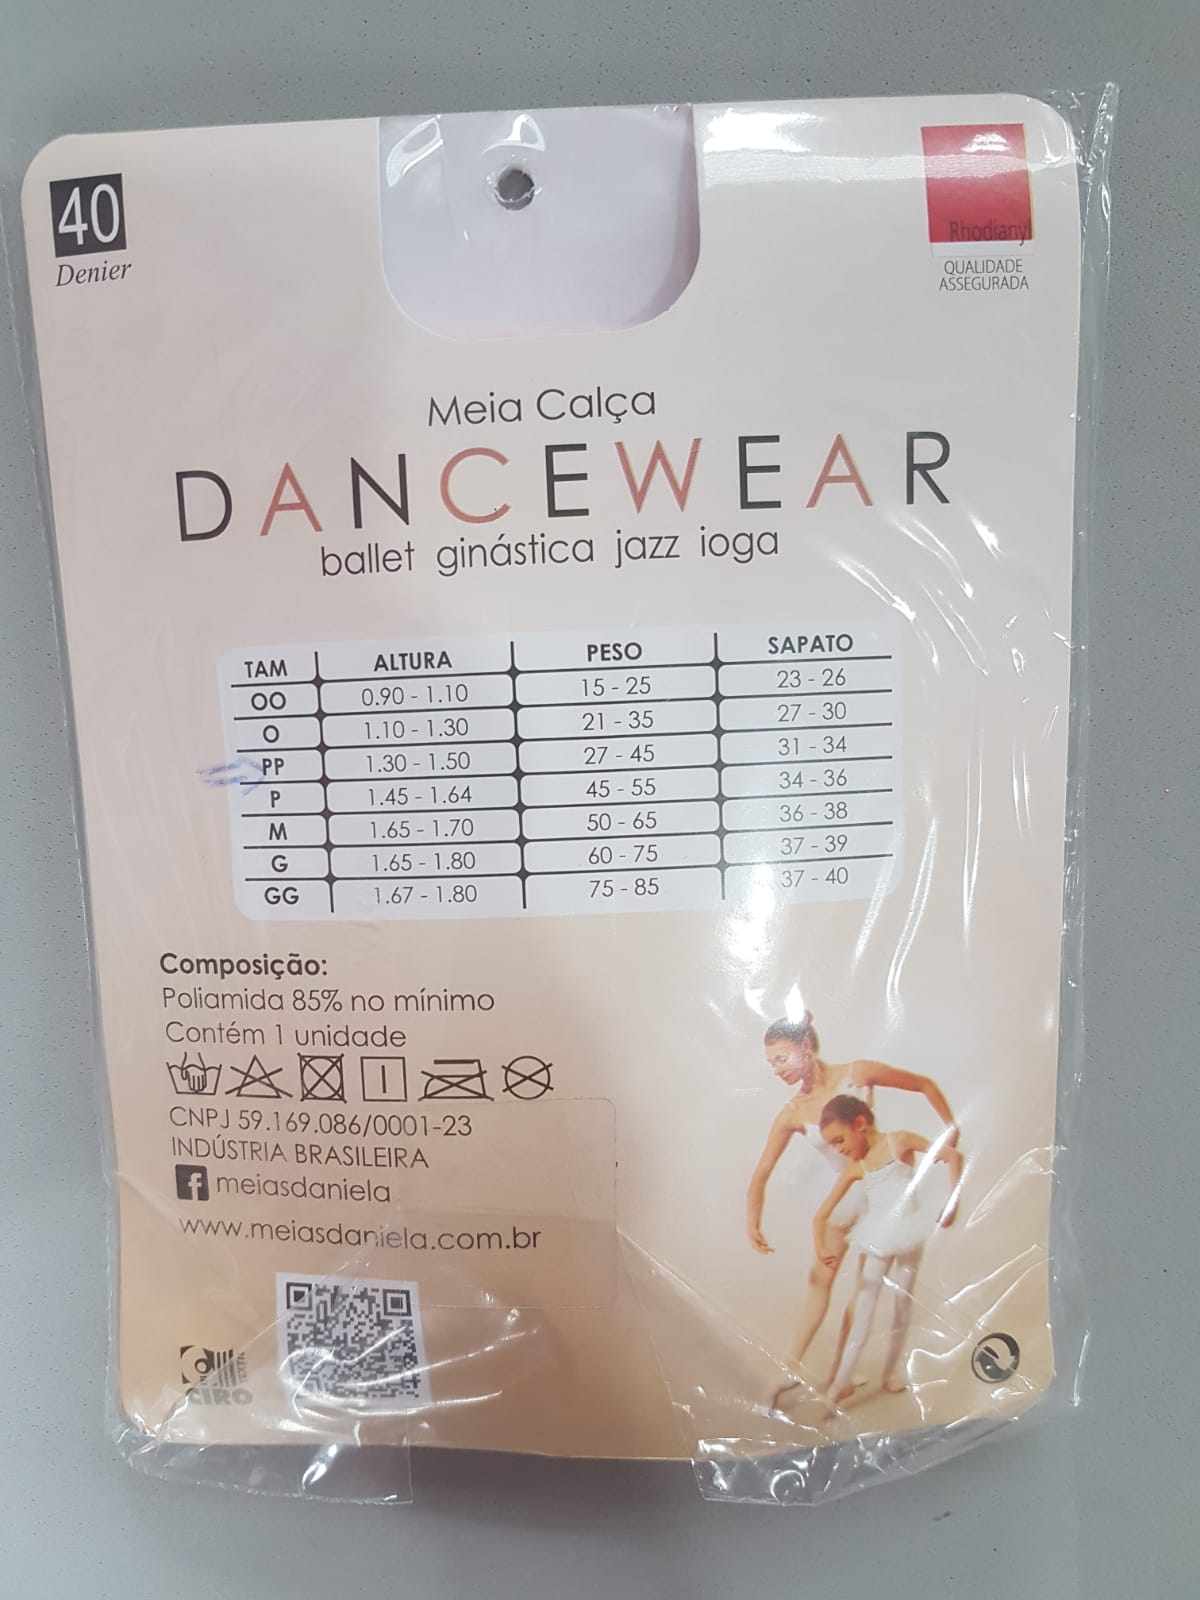 40
Denier
Rhodianyl
QUALIDADE
ASSEGURADA
Meia Calça
DANCEWEAR
ballet ginástica jazz ioga
TAM ALTURA PESO SAPATO
OO 0.90 - 1.10 15 - 25 23 - 26
O 1.10 - 1.30 21 - 35 27 - 30
PP 1.30 - 1.50 27 - 45 31 - 34
P 1.45 - 1.64 45 - 55 34 - 36
M 1.65 - 1.70 50 - 65 36 - 38
G 1.65 - 1.80 60 - 75 37 - 39
GG 1.67 - 1.80 75 - 85 37 - 40
Composição:
Poliamida 85% no mínimo
Contém 1 unidade
CNPJ 59.169.086/0001-23
INDÚSTRIA BRASILEIRA
meiasdaniela
www.meiasdaniela.com.br
CIRO